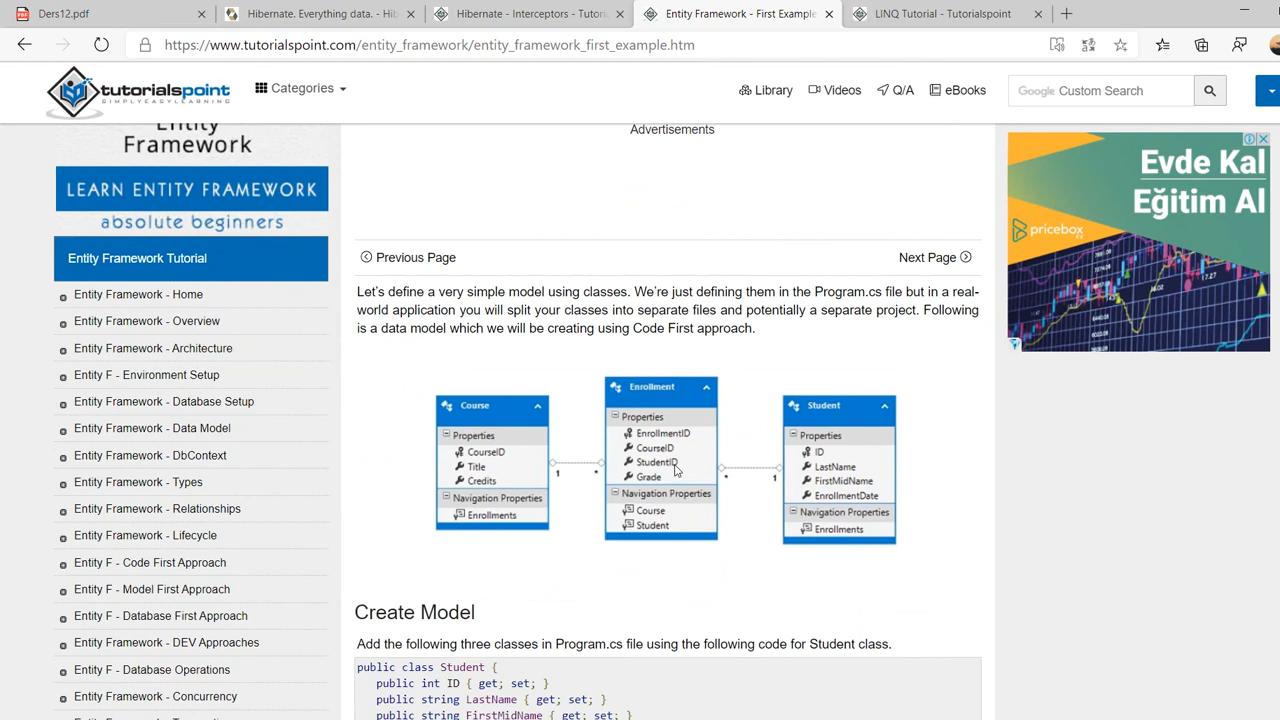 Ders12.pdf
Hibernate. Everything data. - Hib
Hibernate - Interceptors - Tutori
Entity Framework - First Example
LINQ Tutorial - Tutorialspoint
https://www.tutorialspoint.com/entity_framework/entity_framework_first_example.htm
tutorialspoint
SIMPLYEASYLEARNING
Categories
Library
Videos
Q/A
eBooks
Google Custom Search
Entity
Framework
LEARN ENTITY FRAMEWORK
absolute beginners
Entity Framework Tutorial
Entity Framework - Home
Entity Framework - Overview
Entity Framework - Architecture
Entity F - Environment Setup
Entity Framework - Database Setup
Entity Framework - Data Model
Entity Framework - DbContext
Entity Framework - Types
Entity Framework - Relationships
Entity Framework - Lifecycle
Entity F - Code First Approach
Entity F - Model First Approach
Entity F - Database First Approach
Entity Framework - DEV Approaches
Entity F - Database Operations
Entity Framework - Concurrency
Advertisements
Previous Page
Next Page
Let's define a very simple model using classes. We're just defining them in the Program.cs file but in a real-
world application you will split your classes into separate files and potentially a separate project. Following
is a data model which we will be creating using Code First approach.
Course
Properties
CourseID
Title
Credits
Navigation Properties
Enrollments
1
*
Enrollment
Properties
EnrollmentID
CourseID
StudentID
Grade
Navigation Properties
Course
Student
*
1
Student
Properties
ID
LastName
FirstMidName
EnrollmentDate
Navigation Properties
Enrollments
Create Model
Add the following three classes in Program.cs file using the following code for Student class.
public class Student {
public int ID { get; set; }
public string LastName { get; set; }
public string FirstMidName { get; set; }
Evde Kal
Eğitim Al
pricebox